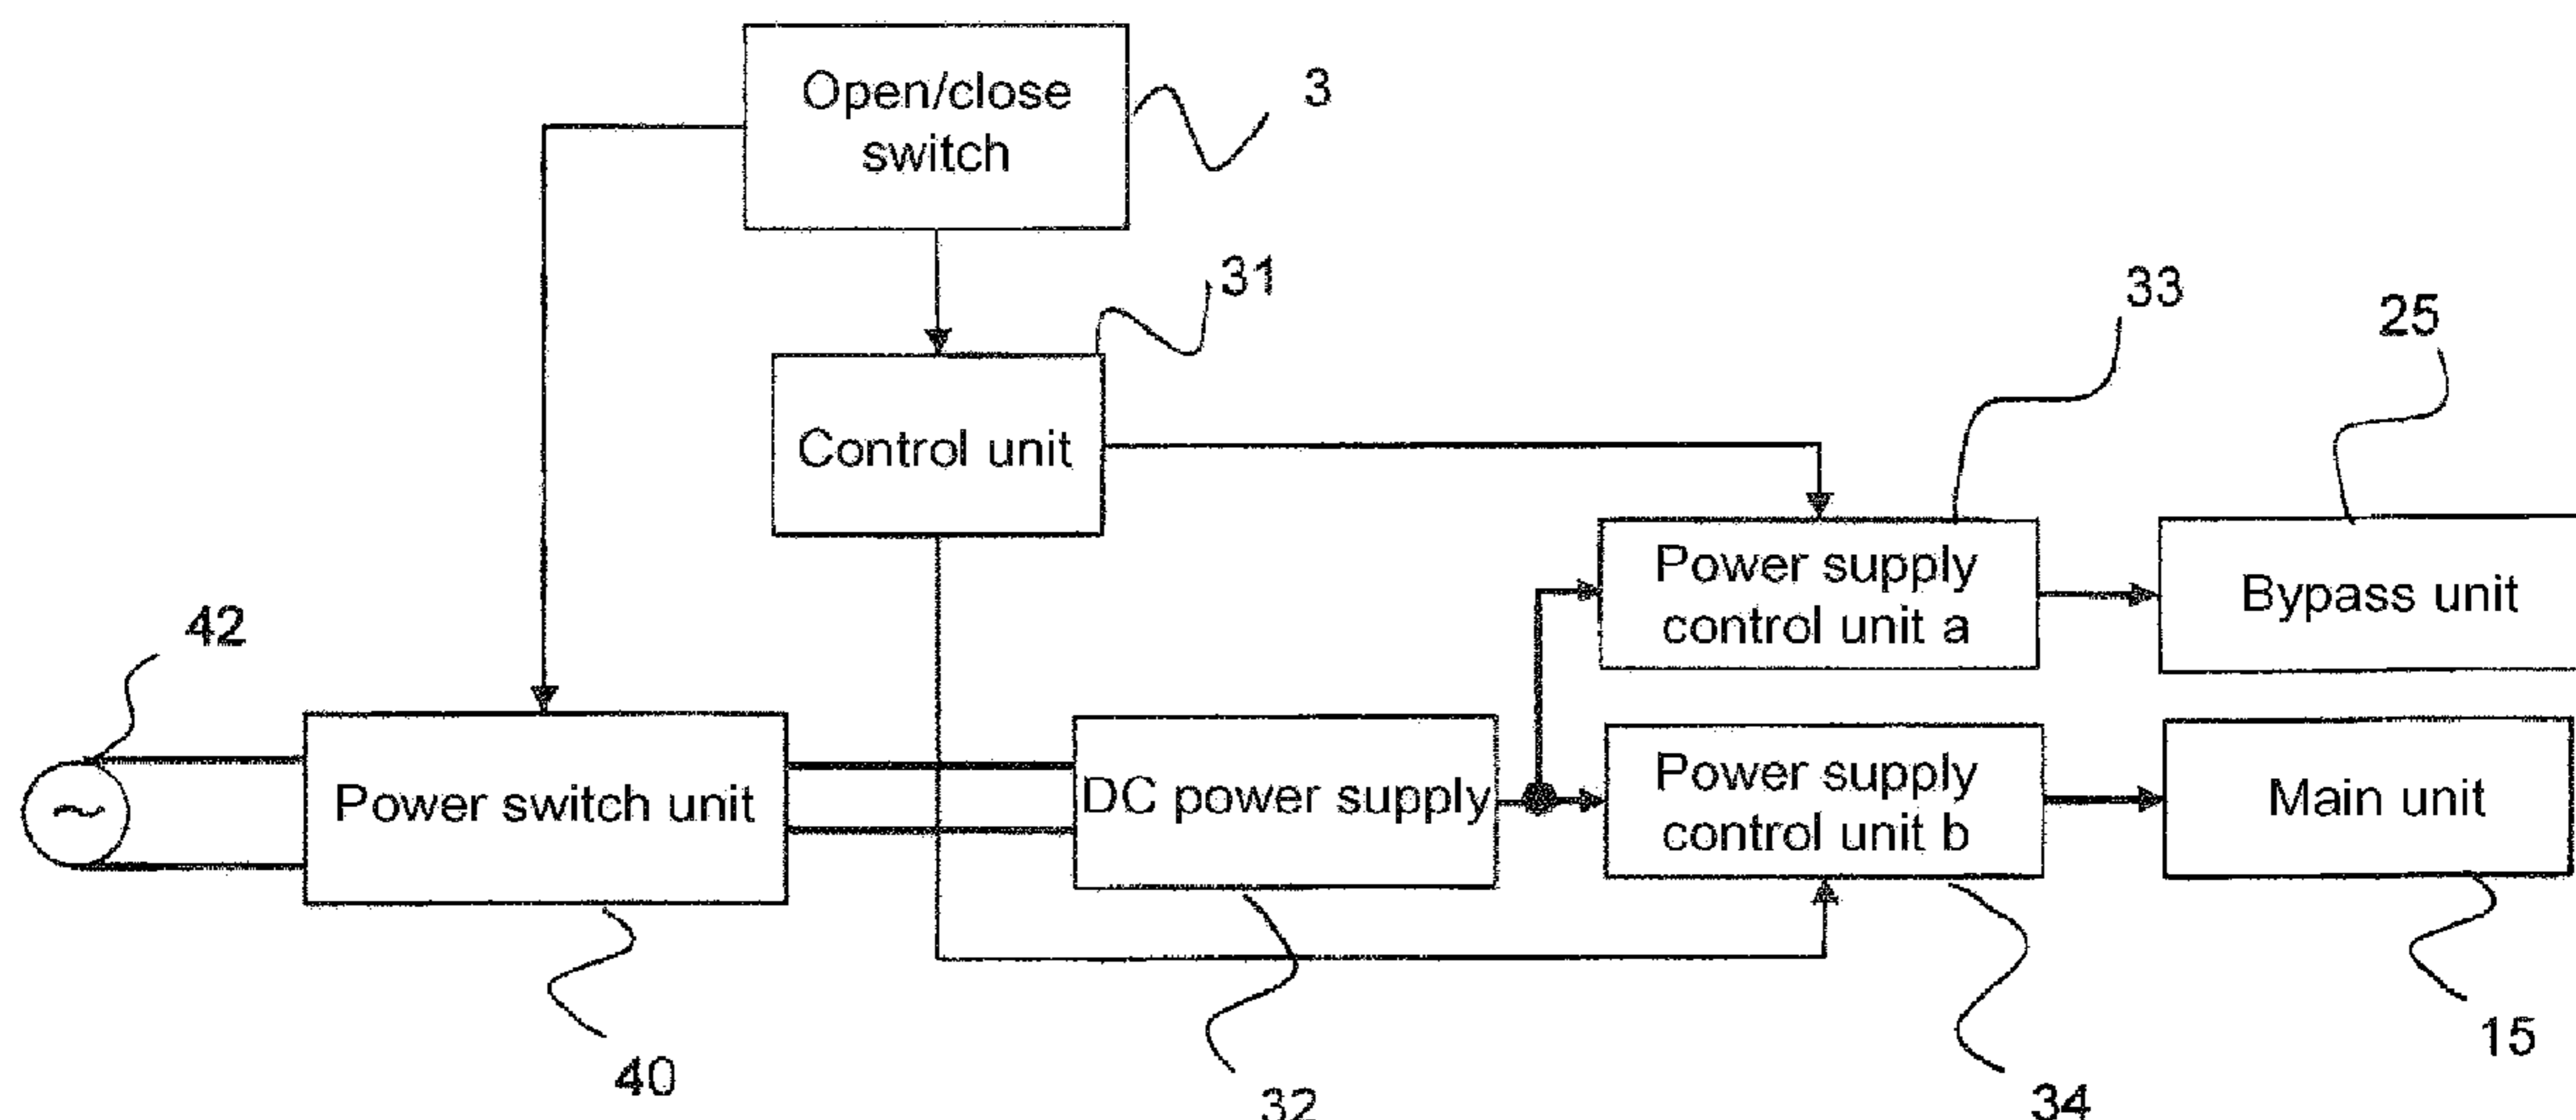 Open/close
switch
3
31
Control unit
33
25
Power supply
control unit a
Bypass unit
42
Power switch unit
DC power supply
Power supply
control unit b
Main unit
40
32
34
15